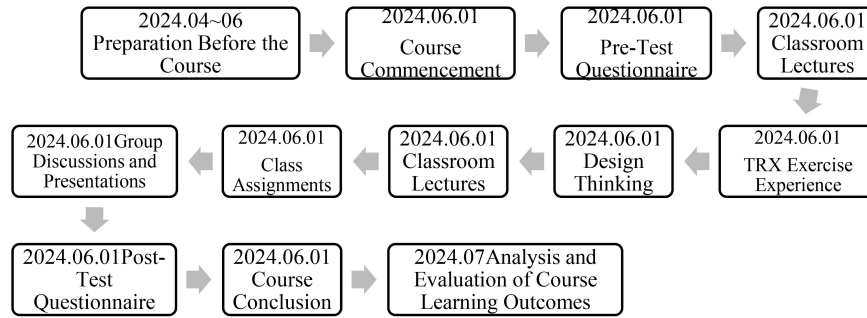 2024.04~06
Preparation Before the
Course
2024.06.01
Course
Commencement
2024.06.01
Pre-Test
Questionnaire
2024.06.01
Classroom
Lectures
2024.06.01
TRX Exercise
Experience
2024.06.01
Design
Thinking
2024.06.01
Classroom
Lectures
2024.06.01
Class
Assignments
2024.06.01Group
Discussions and
Presentations
2024.06.01Post-
Test
Questionnaire
2024.06.01
Course
Conclusion
2024.07Analysis and
Evaluation of Course
Learning Outcomes